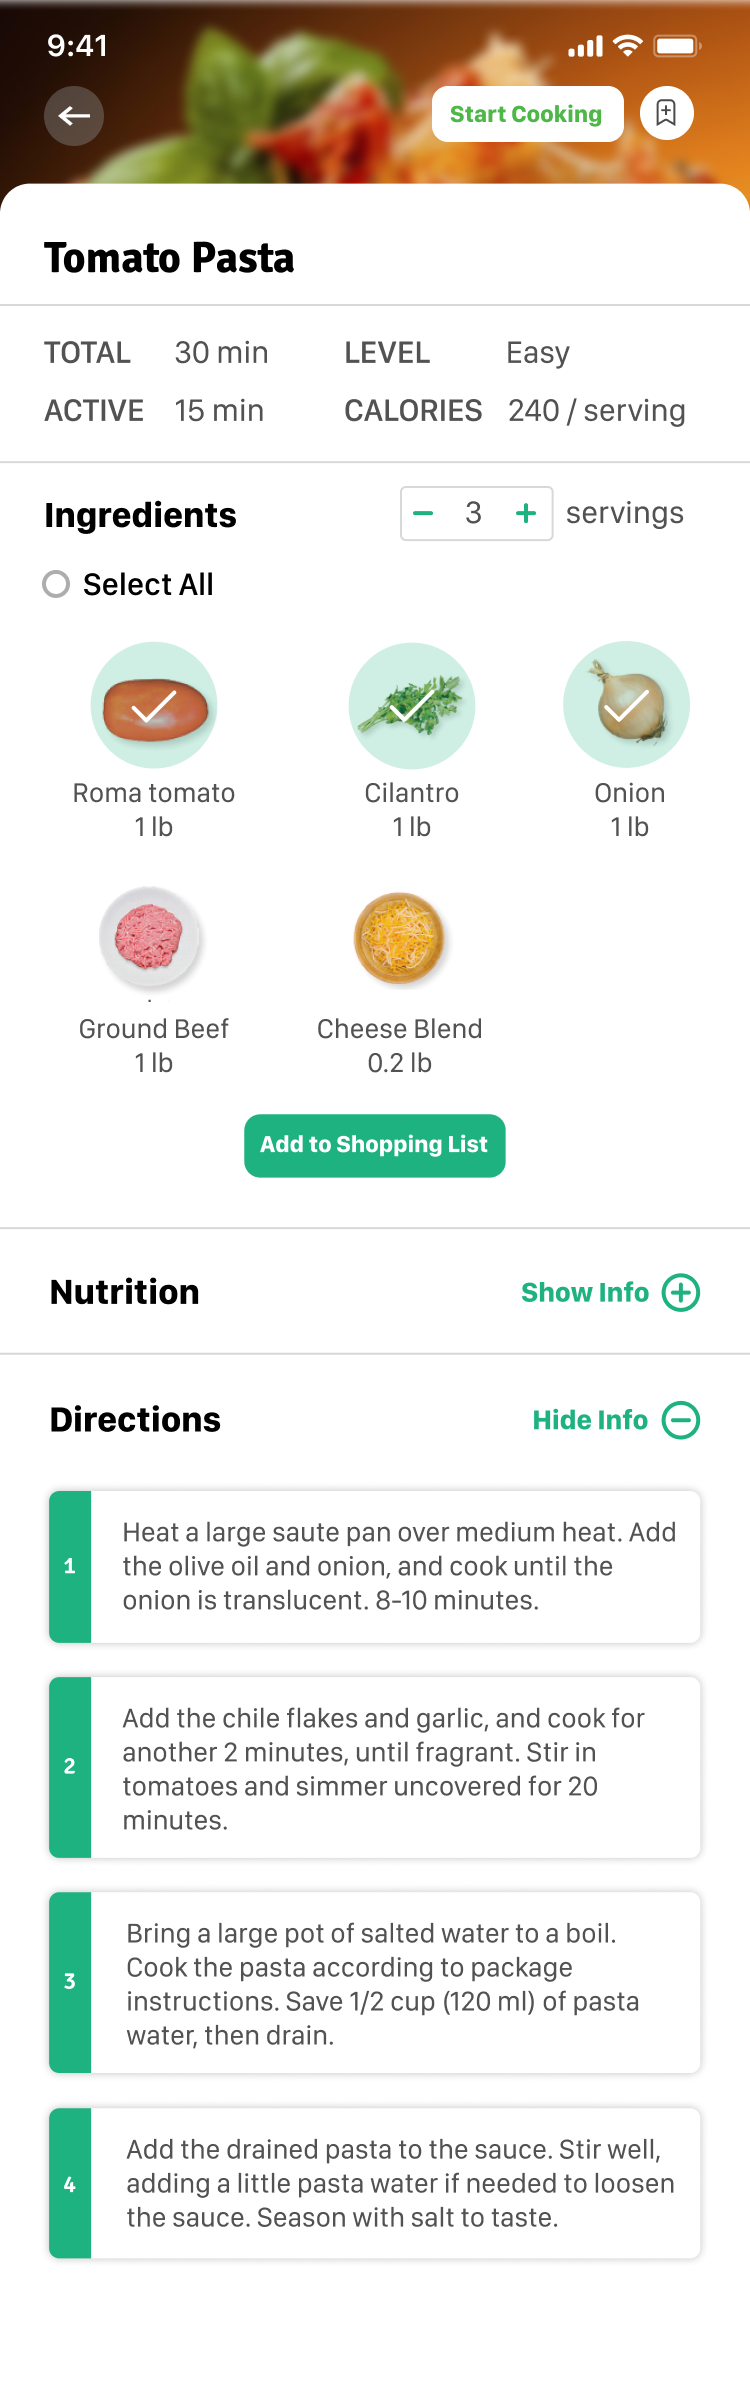 9:41
Start Cooking
Tomato Pasta
TOTAL 30 min LEVEL Easy
ACTIVE 15 min CALORIES 240 / serving
Ingredients − 3 + servings
Select All
Roma tomato Cilantro Onion
1 lb 1 lb 1 lb
Ground Beef Cheese Blend
1 lb 0.2 lb
Add to Shopping List
Nutrition Show Info
Directions Hide Info
Heat a large saute pan over medium heat. Add
1 the olive oil and onion, and cook until the
onion is translucent. 8-10 minutes.
Add the chile flakes and garlic, and cook for
another 2 minutes, until fragrant. Stir in
2
tomatoes and simmer uncovered for 20
minutes.
Bring a large pot of salted water to a boil.
Cook the pasta according to package
3
instructions. Save 1/2 cup (120 ml) of pasta
water, then drain.
Add the drained pasta to the sauce. Stir well,
4 adding a little pasta water if needed to loosen
the sauce. Season with salt to taste.